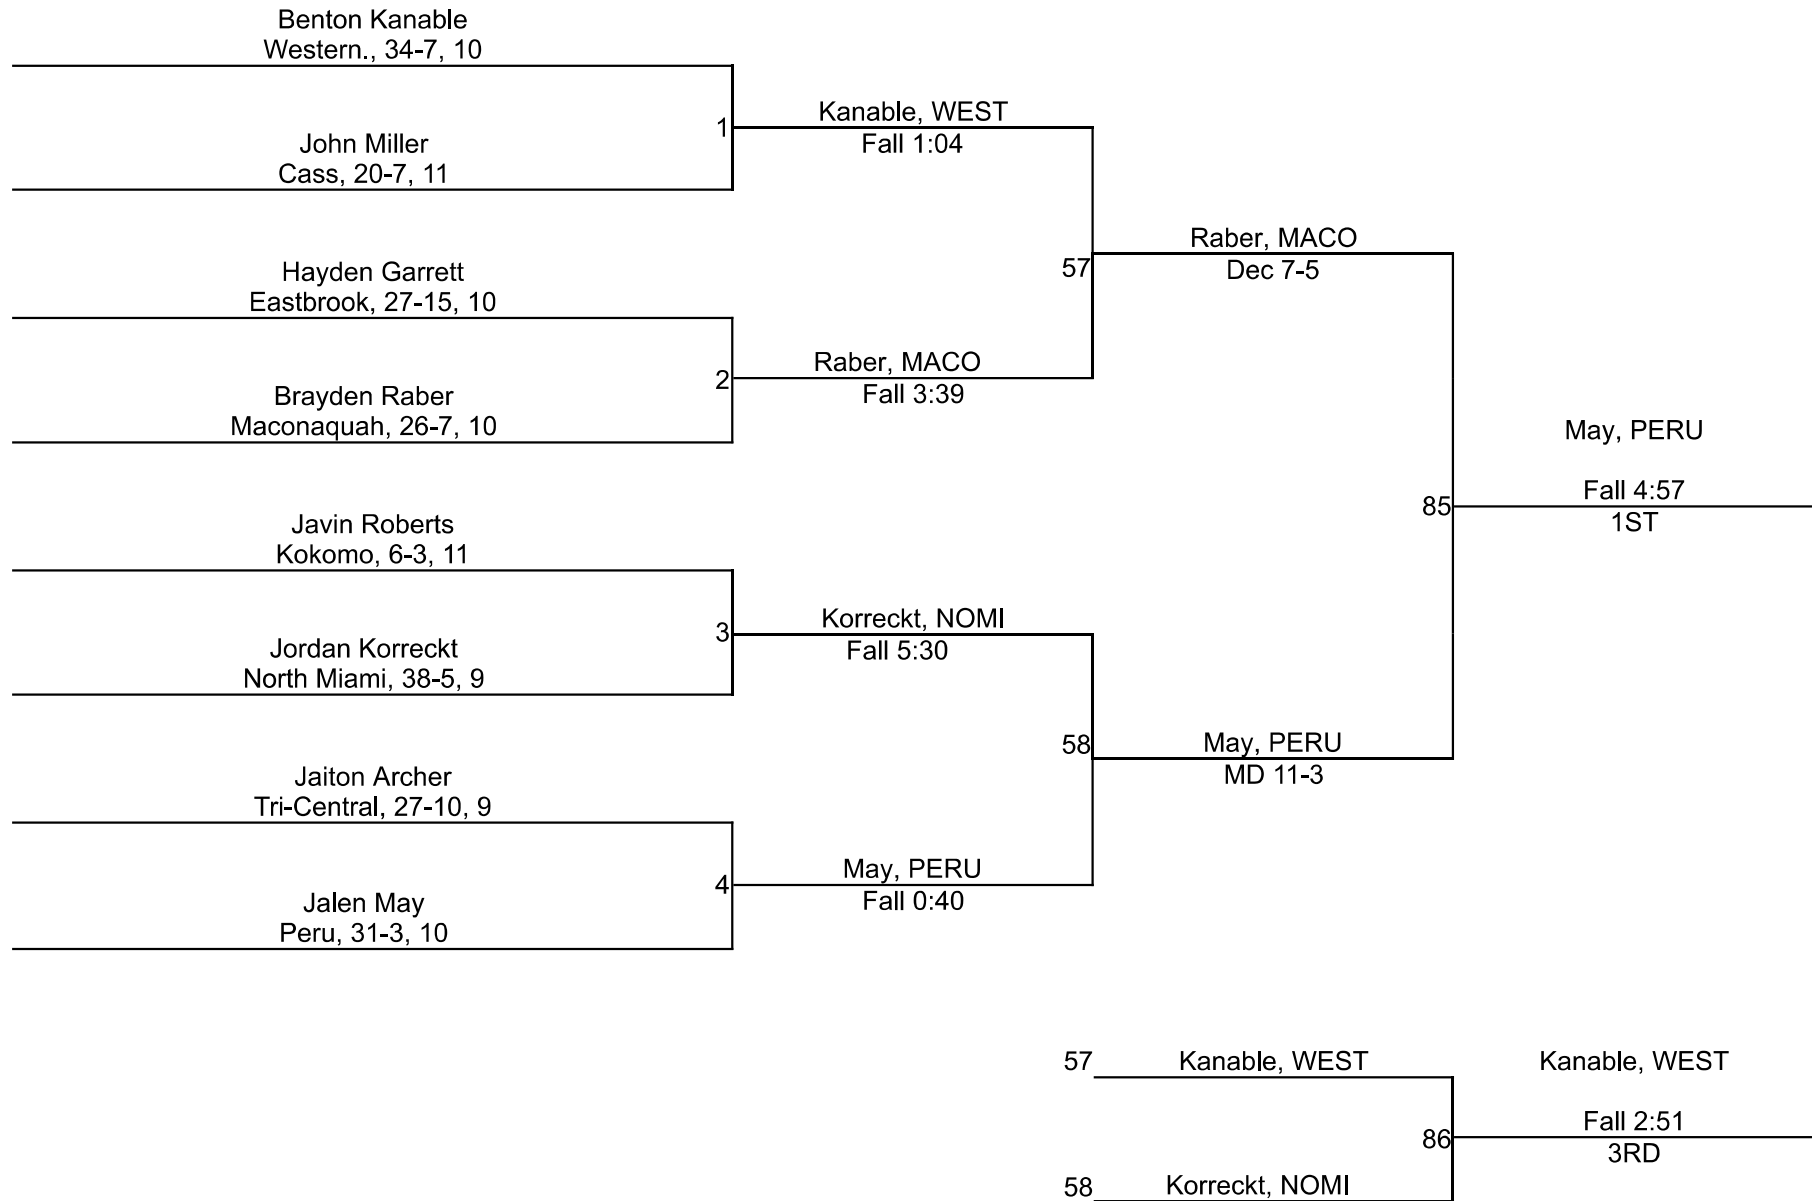 Benton Kanable
Western., 34-7, 10
1
Kanable, WEST
Fall 1:04
John Miller
Cass, 20-7, 11
57
Raber, MACO
Dec 7-5
Hayden Garrett
Eastbrook, 27-15, 10
2
Raber, MACO
Fall 3:39
Brayden Raber
Maconaquah, 26-7, 10
85
May, PERU
Fall 4:57
1ST
Javin Roberts
Kokomo, 6-3, 11
3
Korreckt, NOMI
Fall 5:30
Jordan Korreckt
North Miami, 38-5, 9
58
May, PERU
MD 11-3
Jaiton Archer
Tri-Central, 27-10, 9
4
May, PERU
Fall 0:40
Jalen May
Peru, 31-3, 10
57
Kanable, WEST
Kanable, WEST
86
Fall 2:51
3RD
58
Korreckt, NOMI